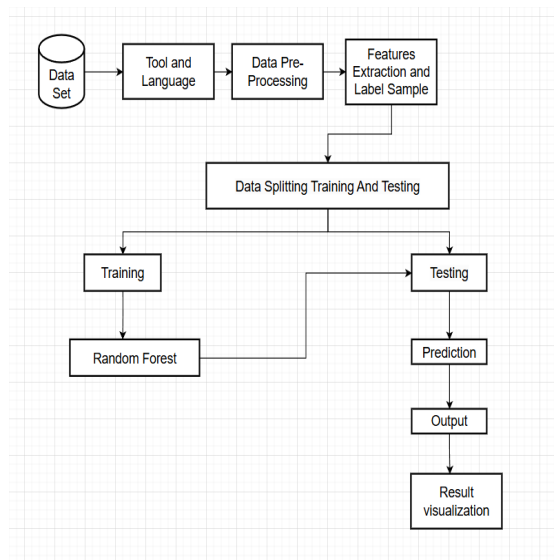 Data
Set
Tool and
Language
Data Pre-
Processing
Features
Extraction and
Label Sample
Data Splitting Training And Testing
Training
Testing
Random Forest
Prediction
Output
Result
visualization